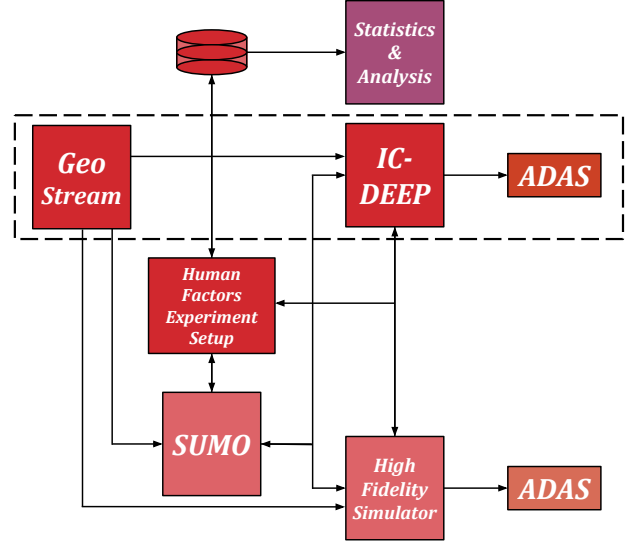 Statistics
&
Analysis
Geo
Stream
IC-
DEEP
ADAS
Human
Factors
Experiment
Setup
SUMO
High
Fidelity
Simulator
ADAS